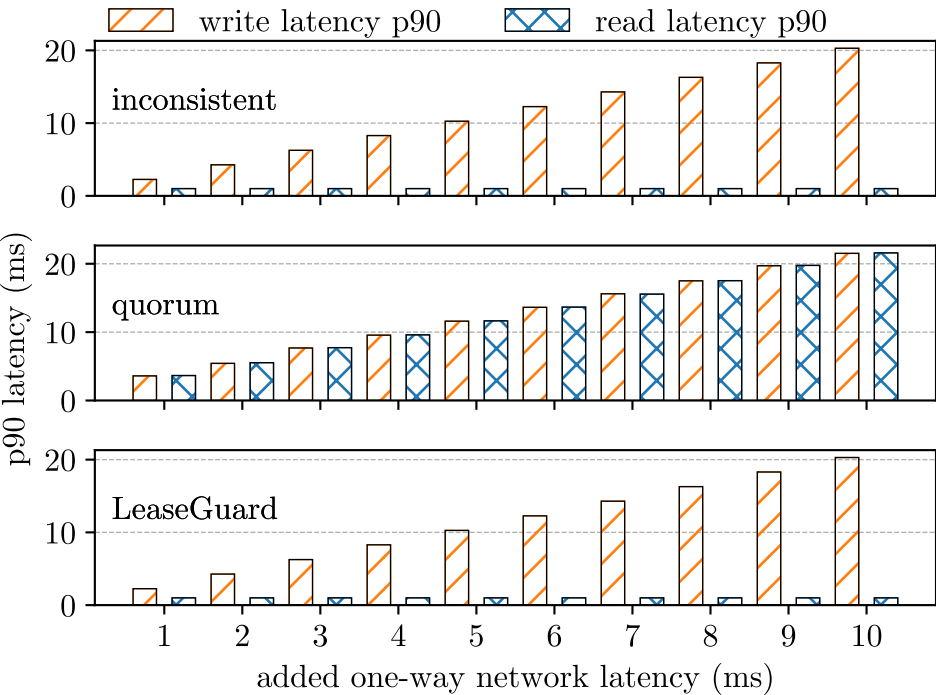 write latency p90 read latency p90
20
10
0
inconsistent
p90 latency (ms)
20
10
0
quorum
20
10
0
LeaseGuard
1 2 3 4 5 6 7 8 9 10
added one-way network latency (ms)